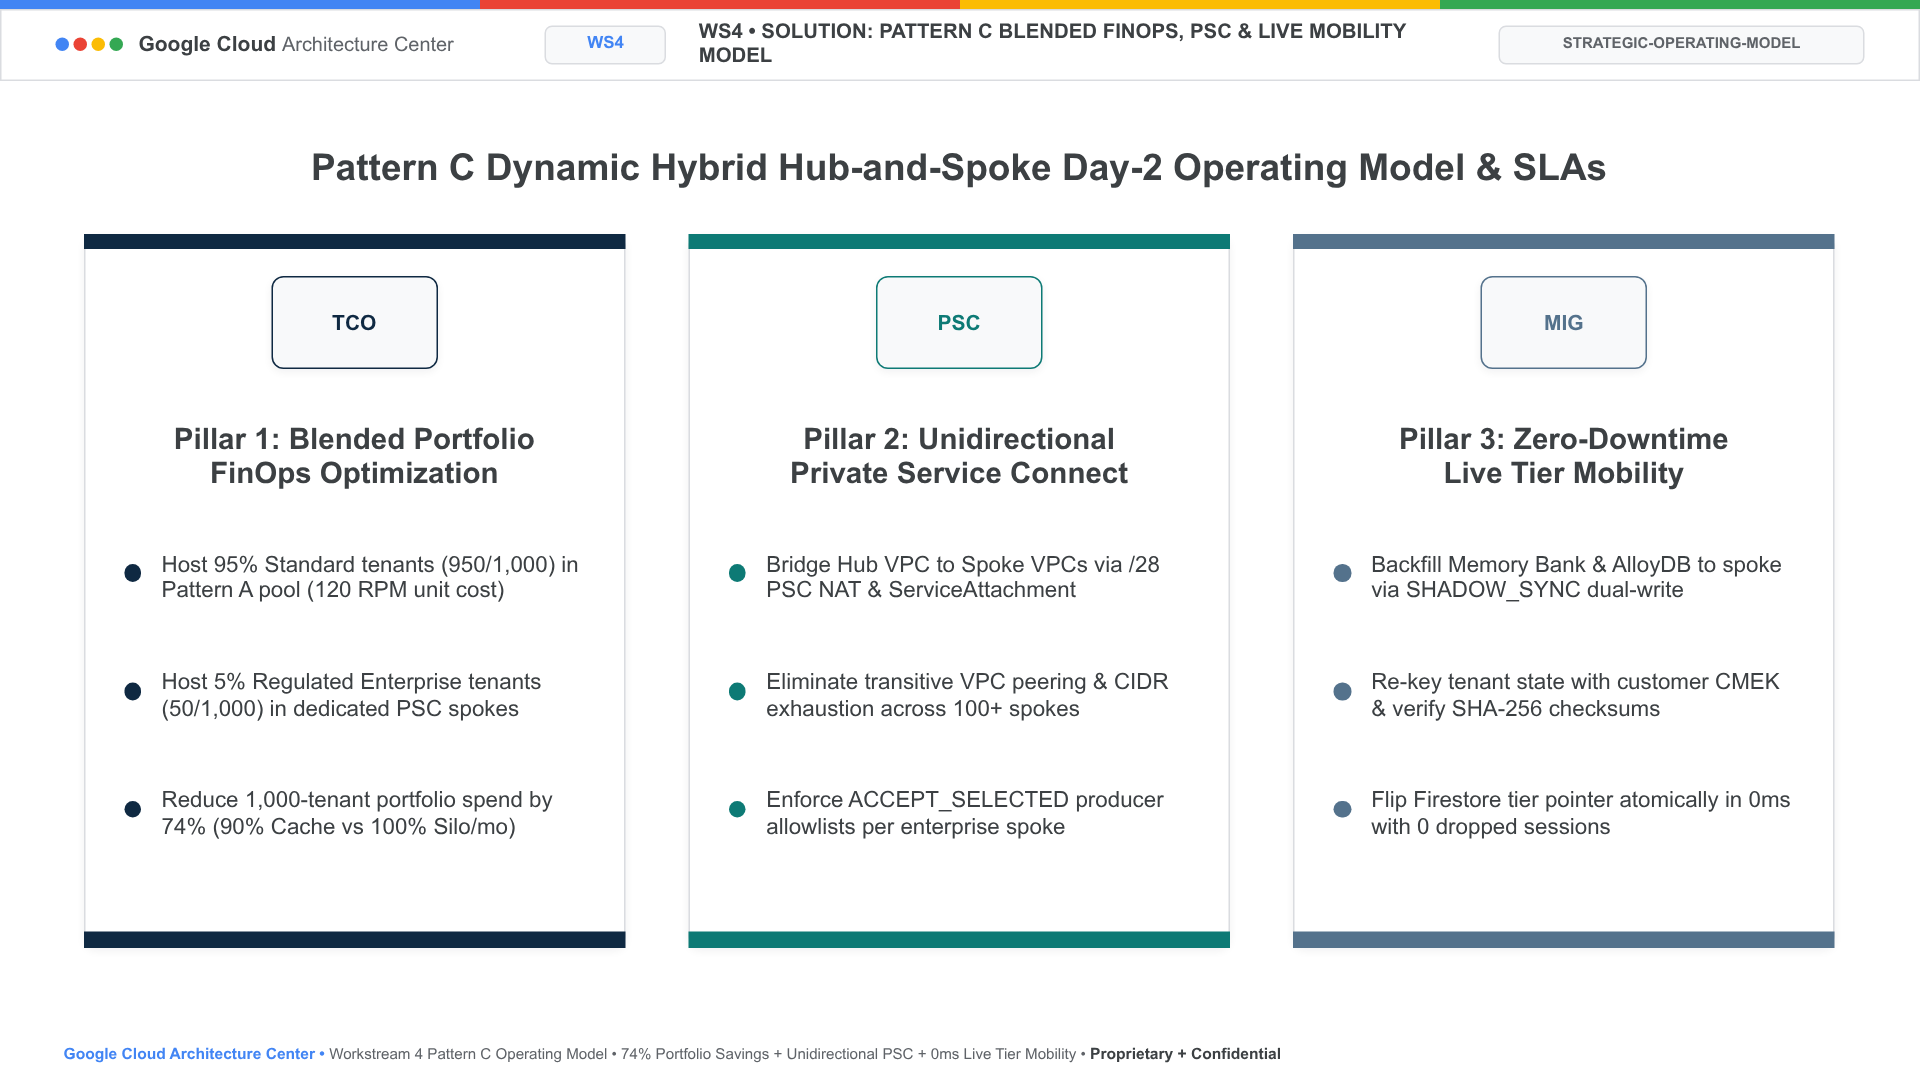 Google Cloud Architecture Center
WS4
WS4 • SOLUTION: PATTERN C BLENDED FINOPS, PSC & LIVE MOBILITY
MODEL
STRATEGIC-OPERATING-MODEL
Pattern C Dynamic Hybrid Hub-and-Spoke Day-2 Operating Model & SLAs
TCO
Pillar 1: Blended Portfolio
FinOps Optimization
Host 95% Standard tenants (950/1,000) in
Pattern A pool (120 RPM unit cost)
Host 5% Regulated Enterprise tenants
(50/1,000) in dedicated PSC spokes
Reduce 1,000-tenant portfolio spend by
74% (90% Cache vs 100% Silo/mo)
PSC
Pillar 2: Unidirectional
Private Service Connect
Bridge Hub VPC to Spoke VPCs via /28
PSC NAT & ServiceAttachment
Eliminate transitive VPC peering & CIDR
exhaustion across 100+ spokes
Enforce ACCEPT_SELECTED producer
allowlists per enterprise spoke
MIG
Pillar 3: Zero-Downtime
Live Tier Mobility
Backfill Memory Bank & AlloyDB to spoke
via SHADOW_SYNC dual-write
Re-key tenant state with customer CMEK
& verify SHA-256 checksums
Flip Firestore tier pointer atomically in 0ms
with 0 dropped sessions
Google Cloud Architecture Center • Workstream 4 Pattern C Operating Model • 74% Portfolio Savings + Unidirectional PSC + 0ms Live Tier Mobility • Proprietary + Confidential